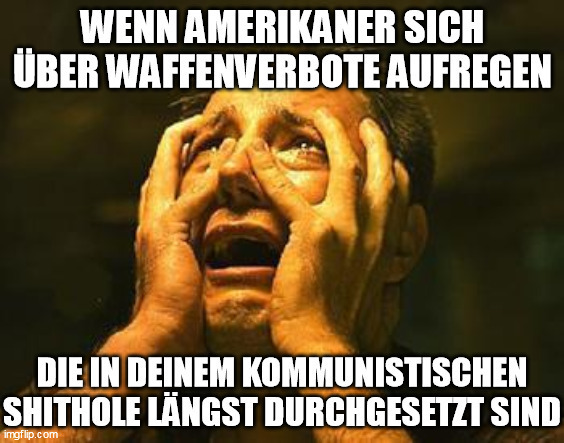 WENN AMERIKANER SICH
ÜBER WAFFENVERBOTE AUFREGEN
DIE IN DEINEM KOMMUNISTISCHEN
SHITHOLE LÄNGST DURCHGESETZT SIND
imgflip.com